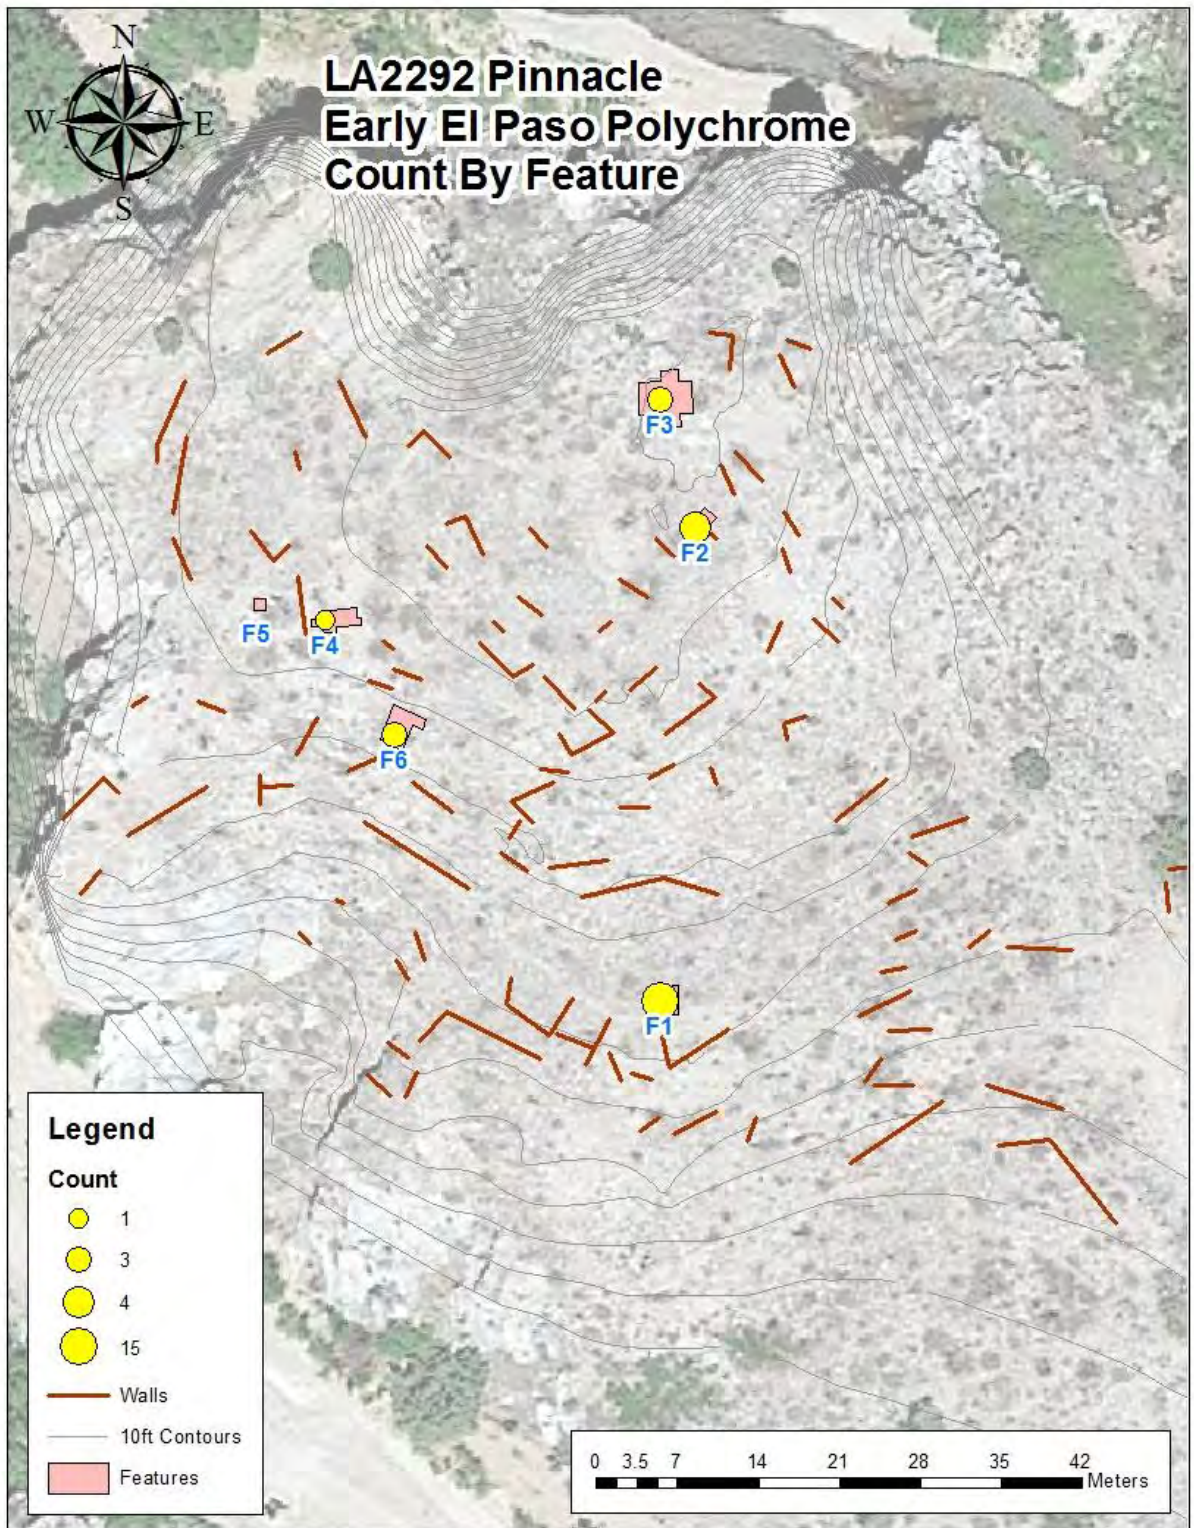 N
W E
S
LA2292 Pinnacle
Early El Paso Polychrome
Count By Feature
F3
F2
F5
F4
F6
F1
Legend
Count
1
3
4
15
Walls
10ft Contours
Features
0 3.5 7 14 21 28 35 42
Meters